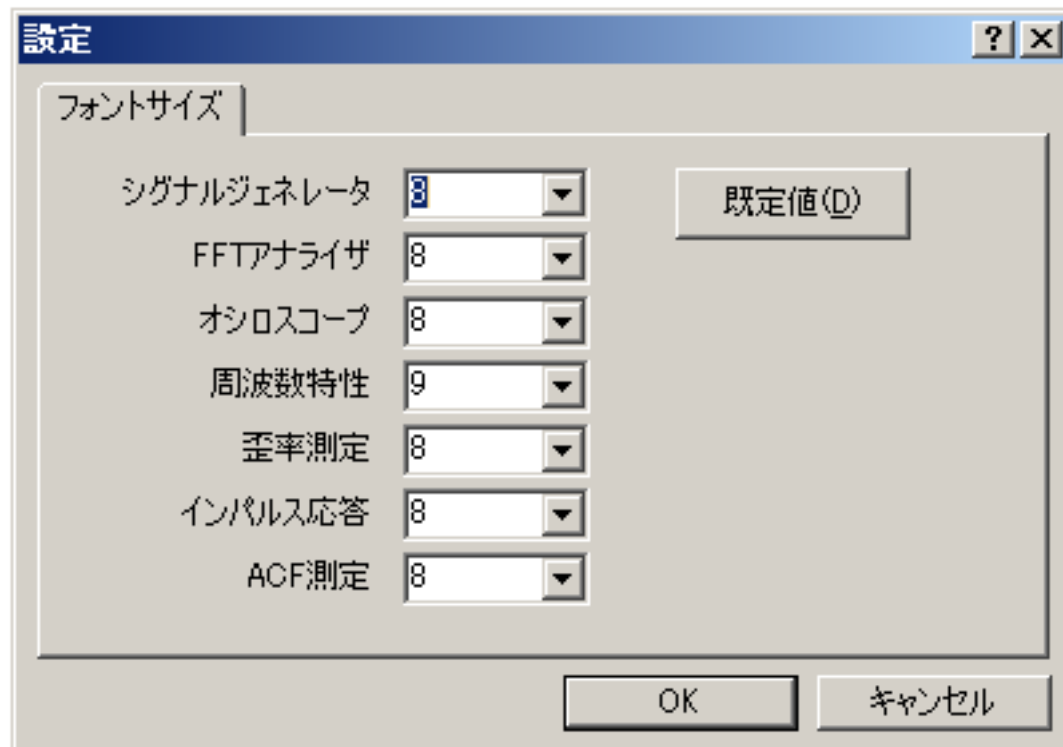 設定
フォントサイズ
シグナルジェネレータ 8 既定値(D)
FFTアナライザ 8
オシロスコープ 8
周波数特性 9
歪率測定 8
インパルス応答 8
ACF測定 8
OK キャンセル